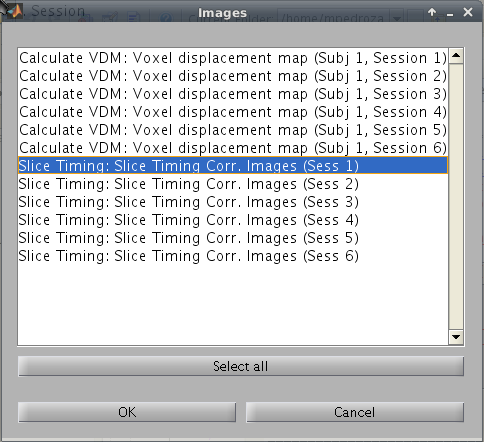 Session
Images
/home/mpedroza
Calculate VDM: Voxel displacement map (Subj 1, Session 1)
Calculate VDM: Voxel displacement map (Subj 1, Session 2)
Calculate VDM: Voxel displacement map (Subj 1, Session 3)
Calculate VDM: Voxel displacement map (Subj 1, Session 4)
Calculate VDM: Voxel displacement map (Subj 1, Session 5)
Calculate VDM: Voxel displacement map (Subj 1, Session 6)
Slice Timing: Slice Timing Corr. Images (Sess 1)
Slice Timing: Slice Timing Corr. Images (Sess 2)
Slice Timing: Slice Timing Corr. Images (Sess 3)
Slice Timing: Slice Timing Corr. Images (Sess 4)
Slice Timing: Slice Timing Corr. Images (Sess 5)
Slice Timing: Slice Timing Corr. Images (Sess 6)
Select all
OK
Cancel